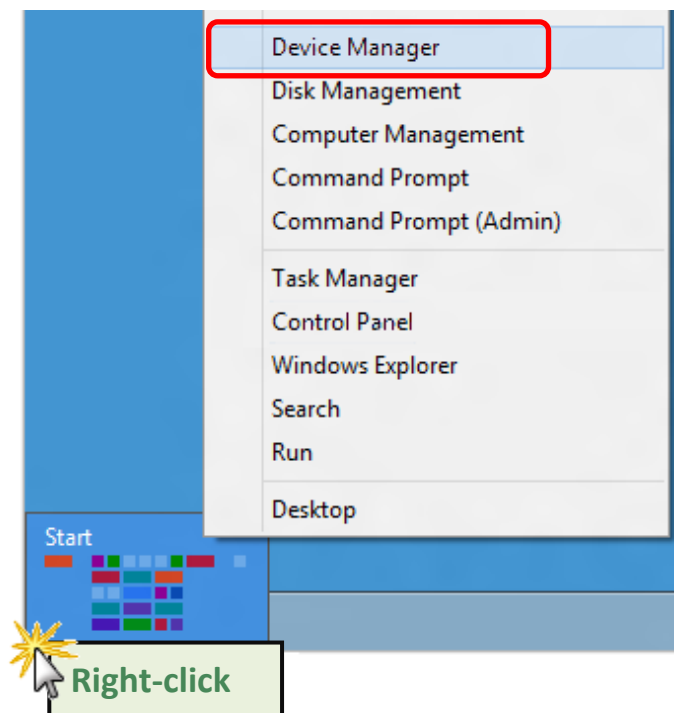 Device Manager
Disk Management
Computer Management
Command Prompt
Command Prompt (Admin)
Task Manager
Control Panel
Windows Explorer
Search
Run
Desktop
Start
Right-click